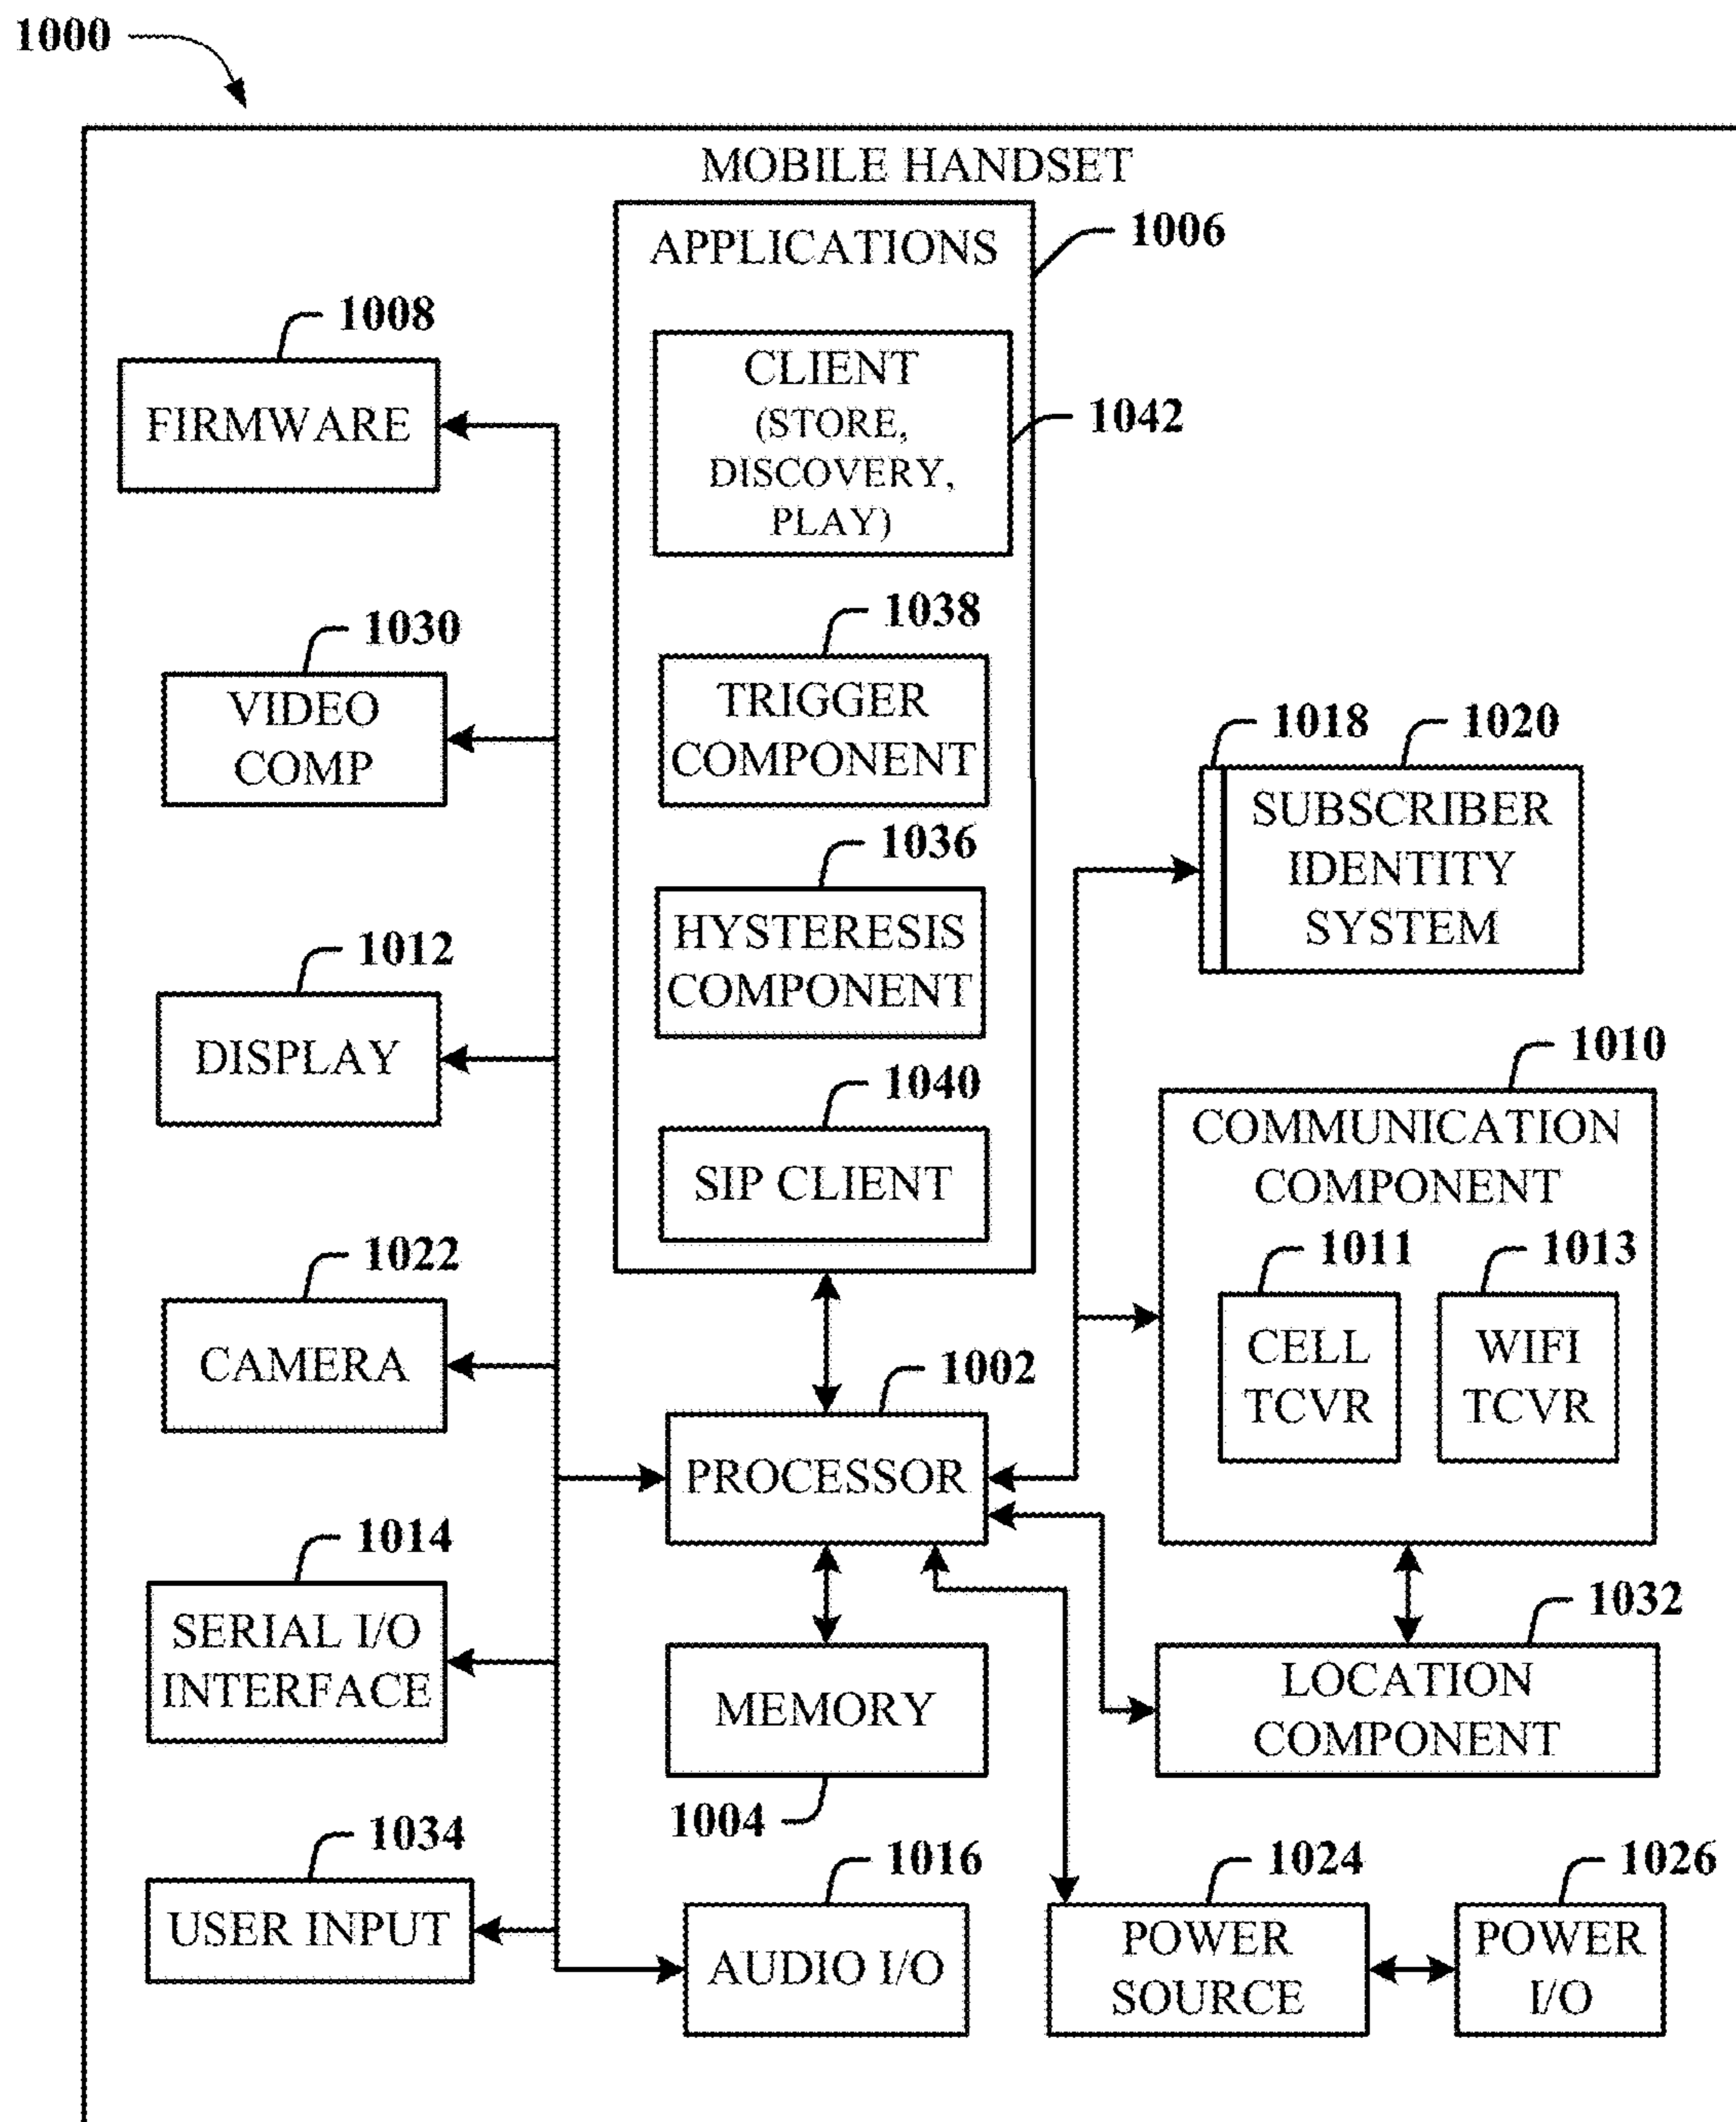 1000
MOBILE HANDSET
APPLICATIONS
1006
1008
FIRMWARE
CLIENT
(STORE,
DISCOVERY,
PLAY)
1042
1030
VIDEO
COMP
1038
TRIGGER
COMPONENT
1018
1020
SUBSCRIBER
IDENTITY
SYSTEM
1036
HYSTERESIS
COMPONENT
1012
DISPLAY
1040
SIP CLIENT
1010
COMMUNICATION
COMPONENT
1011
CELL
TCVR
1013
WIFI
TCVR
1022
CAMERA
1002
PROCESSOR
1014
SERIAL I/O
INTERFACE
MEMORY
1004
1032
LOCATION
COMPONENT
1034
USER INPUT
1016
AUDIO I/O
1024
POWER
SOURCE
1026
POWER
I/O